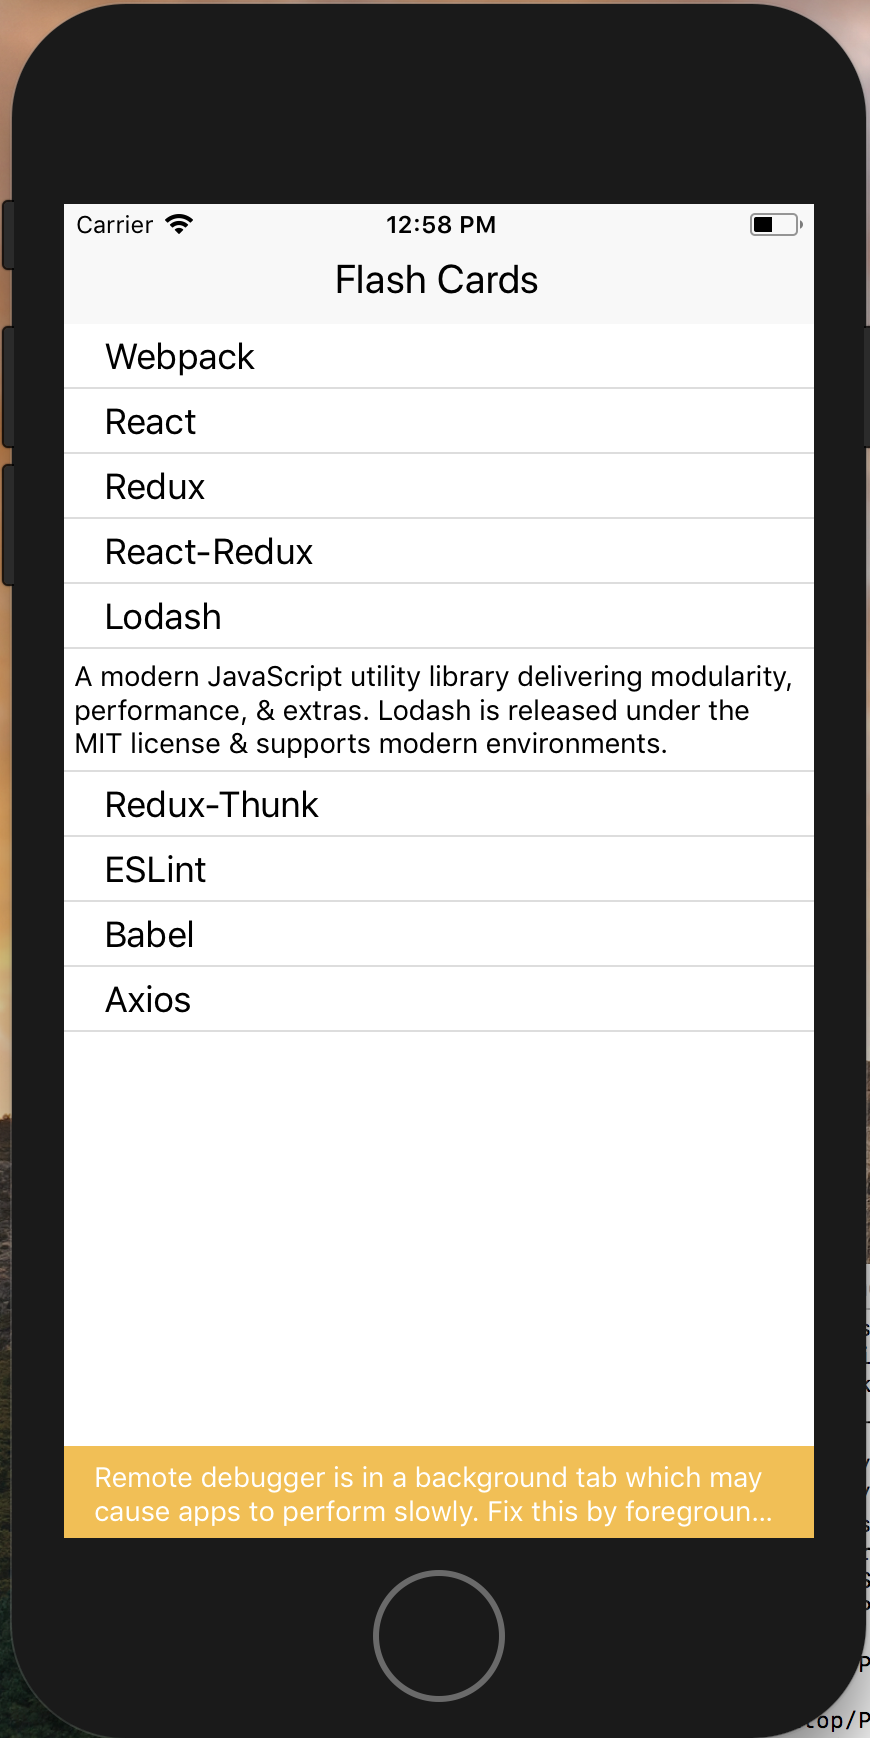 Carrier 12:58 PM
Flash Cards
Webpack
React
Redux
React-Redux
Lodash
A modern JavaScript utility library delivering modularity,
performance, & extras. Lodash is released under the
MIT license & supports modern environments.
Redux-Thunk
ESLint
Babel
Axios
Remote debugger is in a background tab which may
cause apps to perform slowly. Fix this by foregroun...
top/P